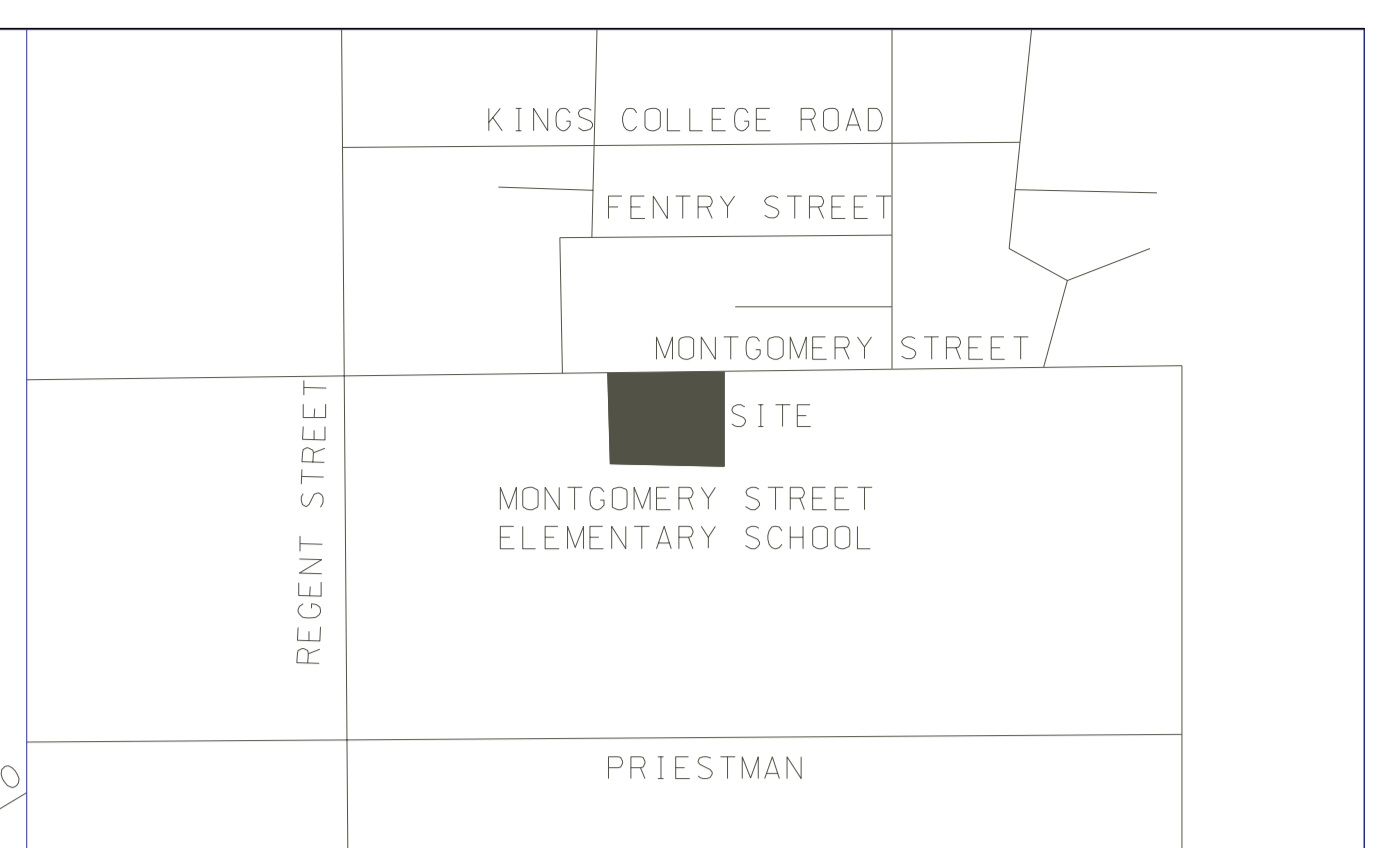 KINGS COLLEGE ROAD
FENTRY STREET
MONTGOMERY STREET
REGENT STREET
SITE
MONTGOMERY STREET
ELEMENTARY SCHOOL
PRIESTMAN
O